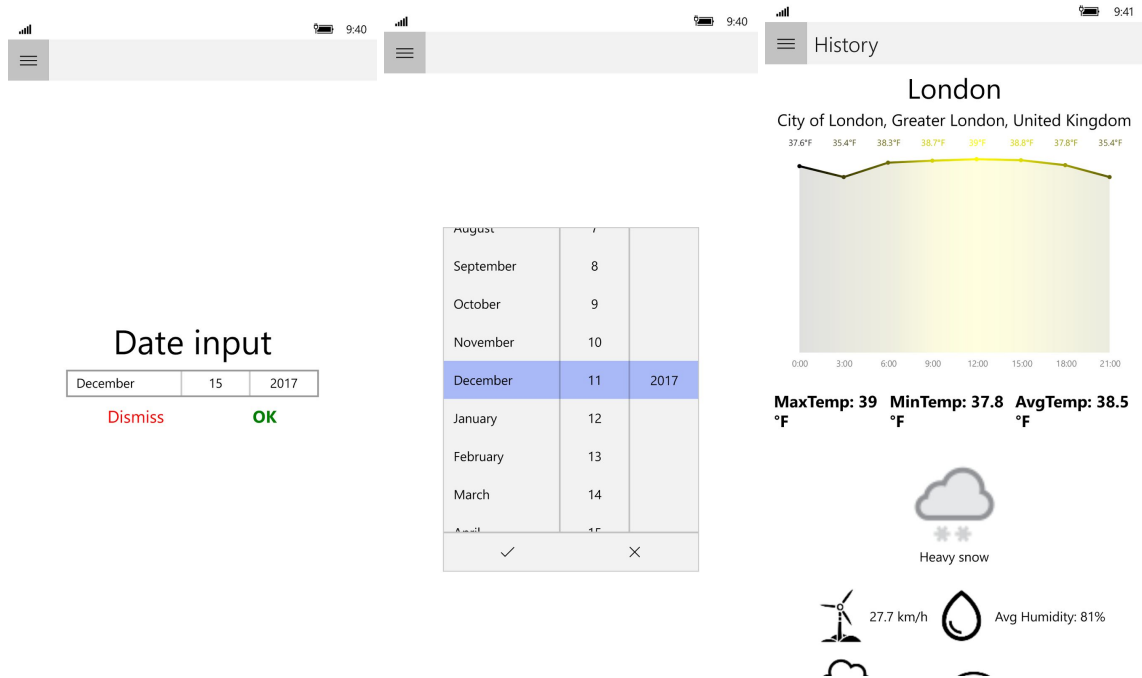 9:40
Date input
December 15 2017
Dismiss OK
9:40
August 7
September 8
October 9
November 10
December 11 2017
January 12
February 13
March 14
April 15
9:41
History
London
City of London, Greater London, United Kingdom
37.6°F 35.4°F 38.3°F 38.7°F 39°F 38.8°F 37.8°F 35.4°F
0:00 3:00 6:00 9:00 12:00 15:00 18:00 21:00
MaxTemp: 39 MinTemp: 37.8 AvgTemp: 38.5
°F °F °F
Heavy snow
27.7 km/h Avg Humidity: 81%